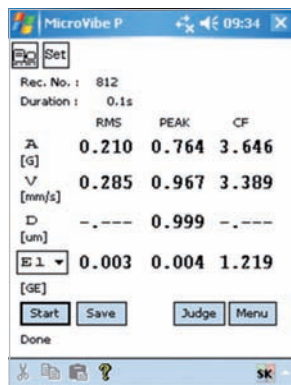 MicroVibe P 09:34
Set
Rec. No. : 812
Duration : 0.1s
RMS PEAK CF
A 0.210 0.764 3.646
[G]
V 0.285 0.967 3.389
[mm/s]
D -.--- 0.999 -.---
[um]
E1 0.003 0.004 1.219
[GE]
Start Save Judge Menu
Done
SK